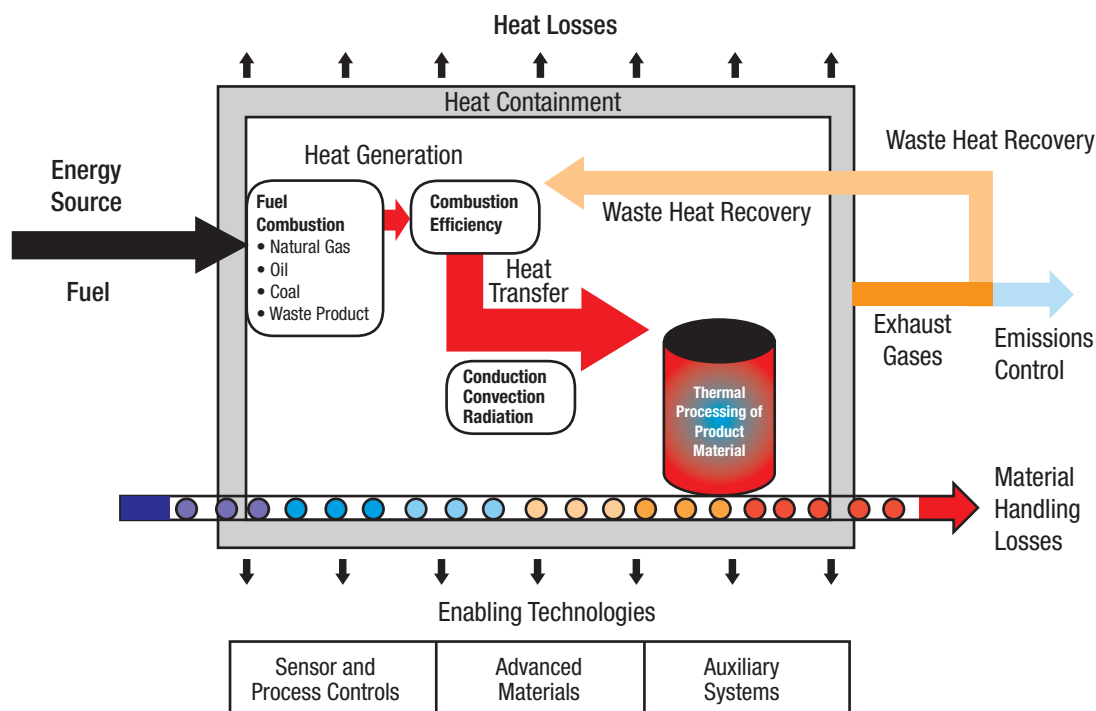 Heat Losses
Heat Containment
Waste Heat Recovery
Heat Generation
Energy
Source
Fuel
Fuel
Combustion
• Natural Gas
• Oil
• Coal
• Waste Product
Combustion
Efficiency
Waste Heat Recovery
Heat
Transfer
Exhaust
Gases
Emissions
Control
Conduction
Convection
Radiation
Thermal
Processing of
Product
Material
Material
Handling
Losses
Enabling Technologies
Sensor and
Process Controls
Advanced
Materials
Auxiliary
Systems